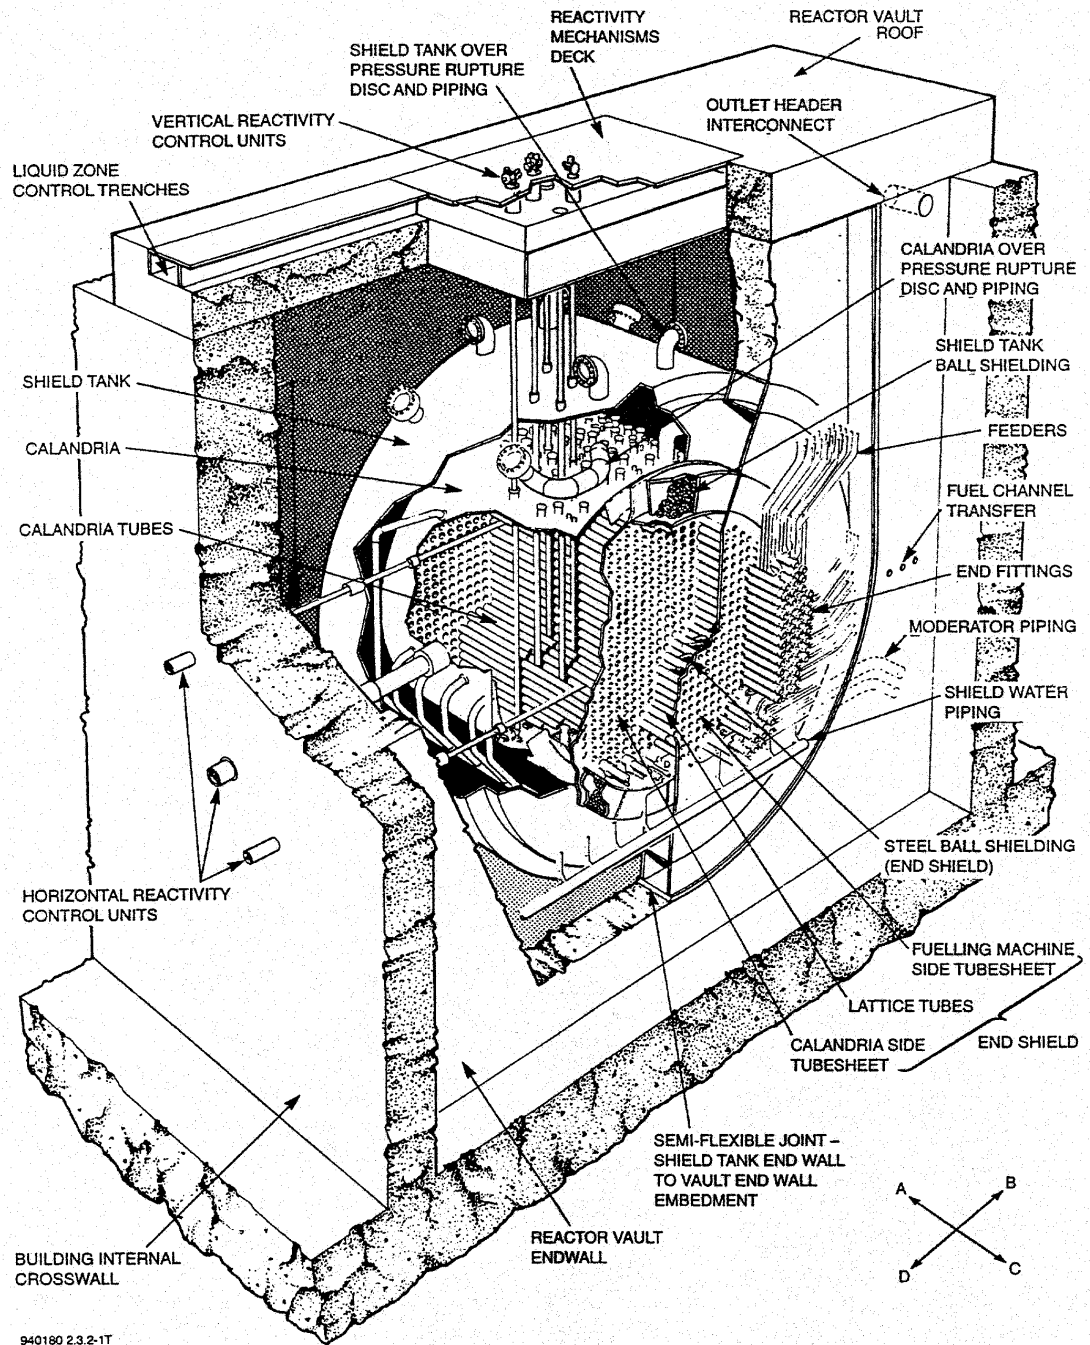 REACTIVITY
MECHANISMS
DECK
REACTOR VAULT
ROOF
SHIELD TANK OVER
PRESSURE RUPTURE
DISC AND PIPING
OUTLET HEADER
INTERCONNECT
VERTICAL REACTIVITY
CONTROL UNITS
LIQUID ZONE
CONTROL TRENCHES
CALANDRIA OVER
PRESSURE RUPTURE
DISC AND PIPING
SHIELD TANK
BALL SHIELDING
SHIELD TANK
FEEDERS
CALANDRIA
FUEL CHANNEL
TRANSFER
CALANDRIA TUBES
END FITTINGS
MODERATOR PIPING
SHIELD WATER
PIPING
STEEL BALL SHIELDING
(END SHIELD)
HORIZONTAL REACTIVITY
CONTROL UNITS
FUELLING MACHINE
SIDE TUBESHEET
LATTICE TUBES
END SHIELD
CALANDRIA SIDE
TUBESHEET
SEMI-FLEXIBLE JOINT –
SHIELD TANK END WALL
TO VAULT END WALL
EMBEDMENT
A
B
C
D
REACTOR VAULT
ENDWALL
BUILDING INTERNAL
CROSSWALL
940180 2.3.2-1T